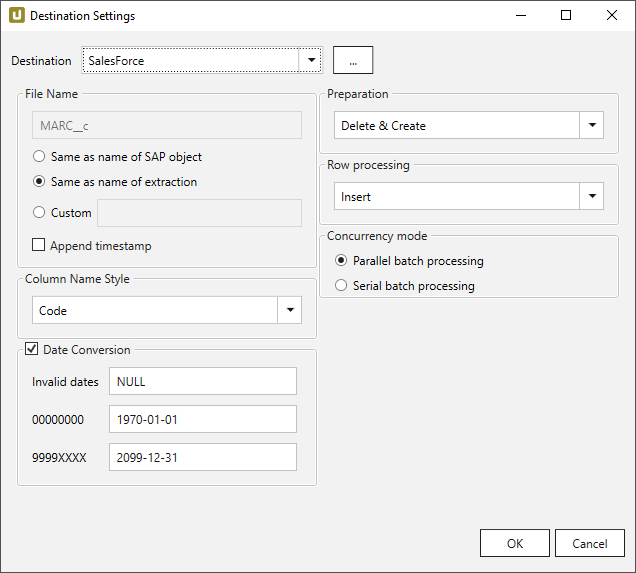 Destination Settings
Destination
SalesForce
...
File Name
MARC__c
Same as name of SAP object
Same as name of extraction
Custom
Append timestamp
Column Name Style
Code
Date Conversion
Invalid dates
NULL
00000000
1970-01-01
9999XXXX
2099-12-31
Preparation
Delete & Create
Row processing
Insert
Concurrency mode
Parallel batch processing
Serial batch processing
OK
Cancel